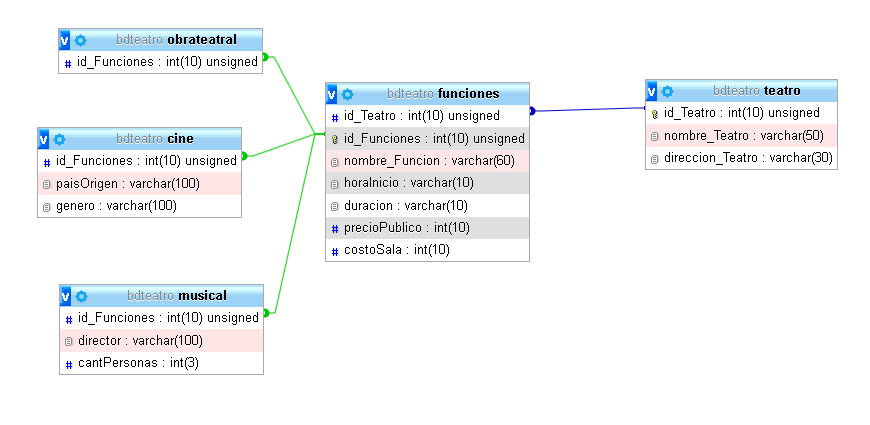 v bdteatro obrateatral
# id_Funciones : int(10) unsigned
v bdteatro cine
# id_Funciones : int(10) unsigned
paisOrigen : varchar(100)
genero : varchar(100)
v bdteatro musical
# id_Funciones : int(10) unsigned
director : varchar(100)
# cantPersonas : int(3)
v bdteatro funciones
# id_Teatro : int(10) unsigned
id_Funciones : int(10) unsigned
nombre_Funcion : varchar(60)
horaInicio : varchar(10)
duracion : varchar(10)
# precioPublico : int(10)
# costoSala : int(10)
v bdteatro teatro
id_Teatro : int(10) unsigned
nombre_Teatro : varchar(50)
direccion_Teatro : varchar(30)